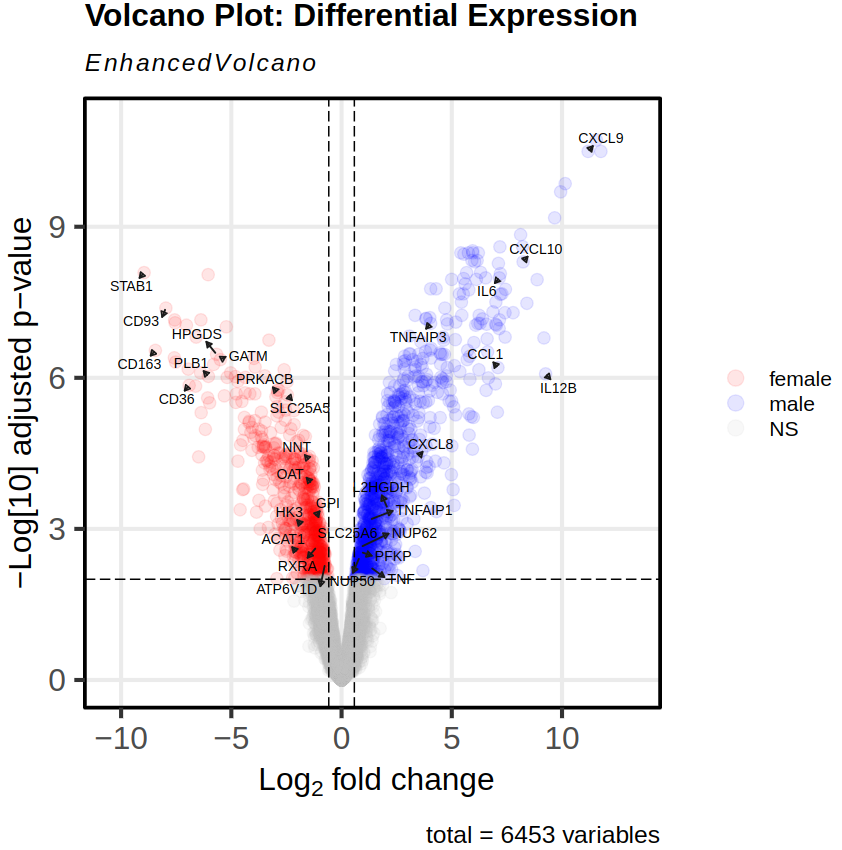 Volcano Plot: Differential Expression
EnhancedVolcano
−Log[10] adjusted p−value
9
6
3
0
CXCL9
CXCL10
STAB1
IL6
CD93
HPGDS
TNFAIP3
CD163
PLB1
GATM
CCL1
PRKACB
IL12B
CD36
SLC25A5
NNT
CXCL8
OAT
L2HGDH
GPI
HK3
TNFAIP1
ACAT1
SLC25A6
NUP62
RXRA
PFKP
ATP6V1D
NUP50
TNF
−10
−5
0
5
10
Log2 fold change
female
male
NS
total = 6453 variables